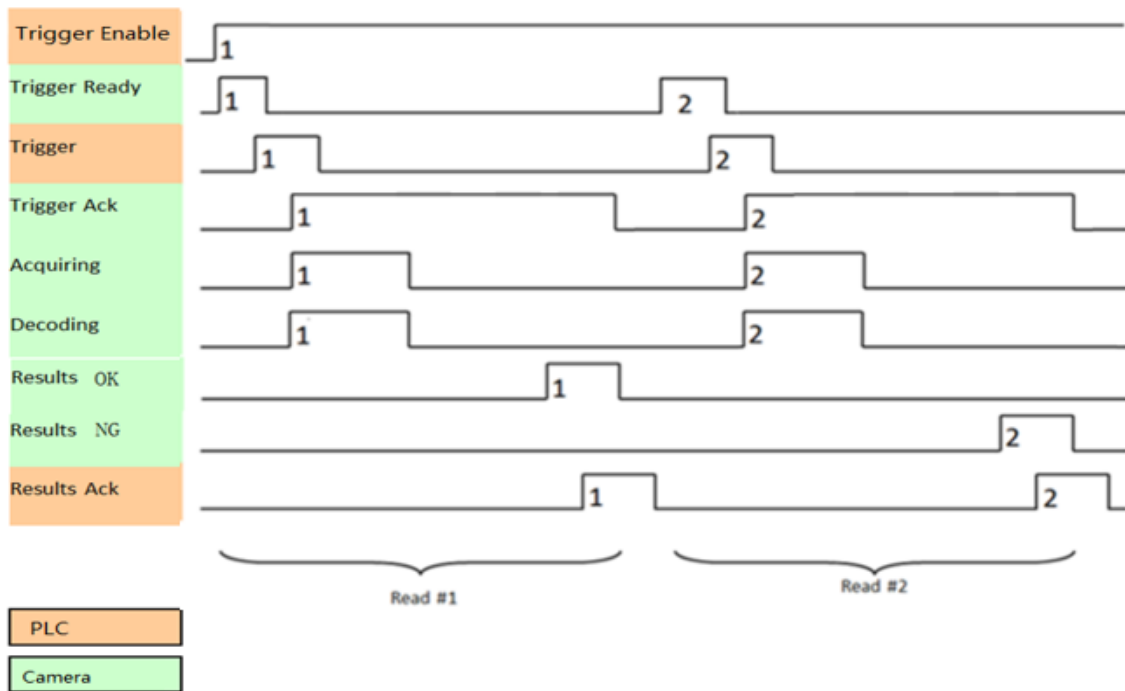 Trigger Enable
1
Trigger Ready
1
2
Trigger
1
2
Trigger Ack
1
2
Acquiring
1
2
Decoding
1
2
Results OK
1
Results NG
2
Results Ack
1
2
Read #1
Read #2
PLC
Camera